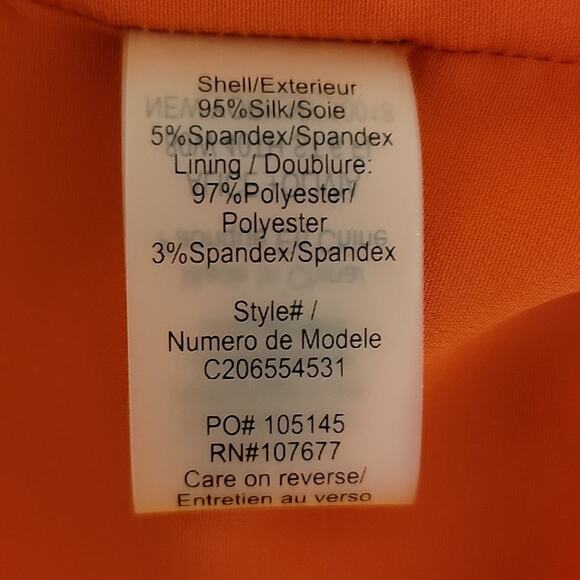 Shell/Exterieur
95%Silk/Soie
5%Spandex/Spandex
Lining / Doublure:
97%Polyester/
Polyester
3%Spandex/Spandex
Style# /
Numero de Modele
C206554531
PO# 105145
RN#107677
Care on reverse/
Entretien au verso